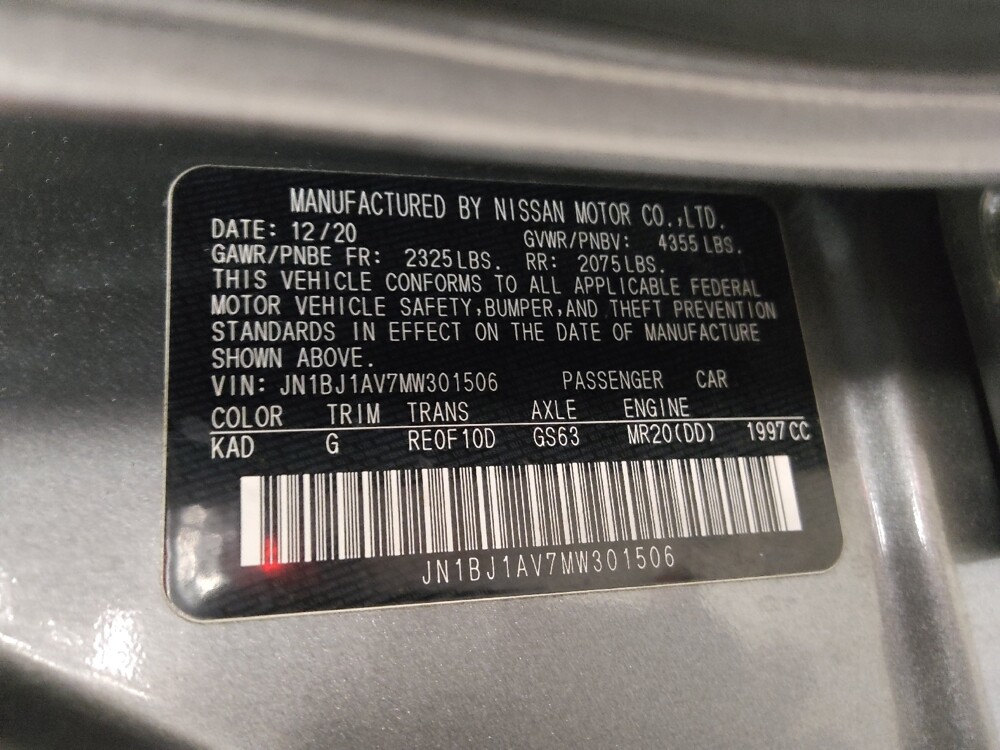 MANUFACTURED BY NISSAN MOTOR CO.,LTD.
DATE: 12/20 GVWR/PNBV: 4355 LBS.
GAWR/PNBE FR: 2325 LBS. RR: 2075 LBS.
THIS VEHICLE CONFORMS TO ALL APPLICABLE FEDERAL
MOTOR VEHICLE SAFETY,BUMPER,AND THEFT PREVENTION
STANDARDS IN EFFECT ON THE DATE OF MANUFACTURE
SHOWN ABOVE.
VIN: JN1BJ1AV7MW301506 PASSENGER CAR
COLOR TRIM TRANS AXLE ENGINE
KAD G RE0F10D GS63 MR20(DD) 1997 CC
JN1BJ1AV7MW301506